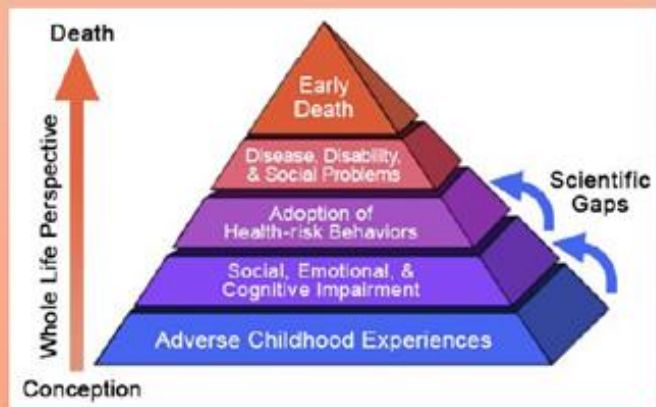 Death
Whole Life Perspective
Conception
Early
Death
Disease, Disability,
& Social Problems
Adoption of
Health-risk Behaviors
Social, Emotional, &
Cognitive Impairment
Adverse Childhood Experiences
Scientific
Gaps